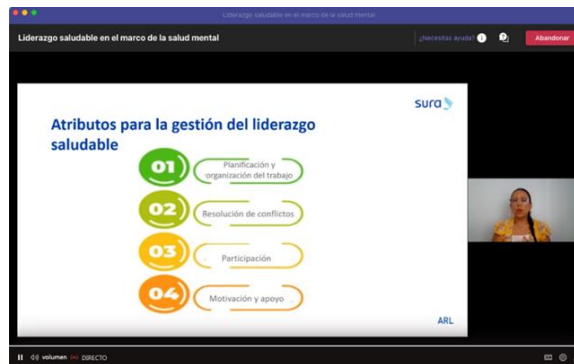 Liderazgo saludable en el marco de la salud mental
Liderazgo saludable en el marco de la salud mental
¿Necesitas ayuda?
Abandonar
sura
Atributos para la gestión del liderazgo
saludable
01
Planificación y
organización del trabajo
02
Resolución de conflictos
03
Participación
04
Motivación y apoyo
ARL
volumen
DIRECTO